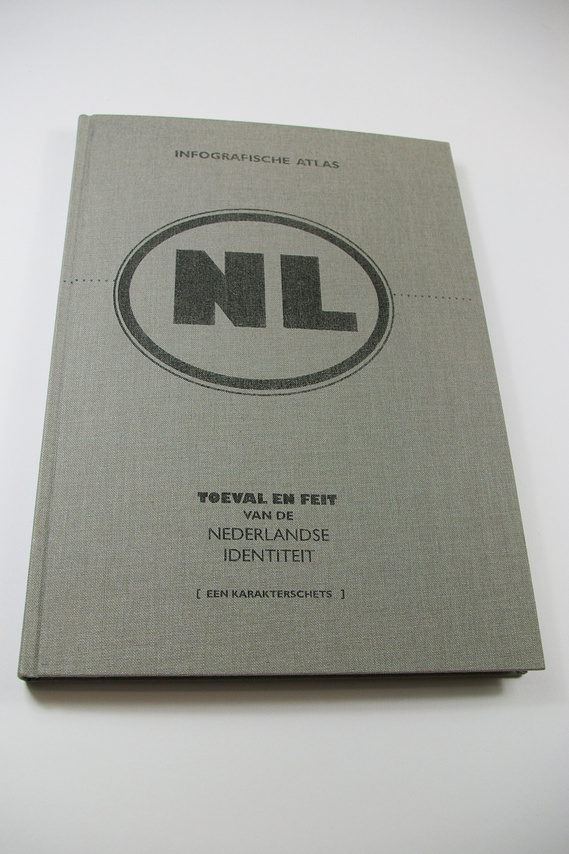 INFOGRAFISCHE ATLAS
NL
TOEVAL EN FEIT
VAN DE
NEDERLANDSE
IDENTITEIT
[ EEN KARAKTERSCHETS ]